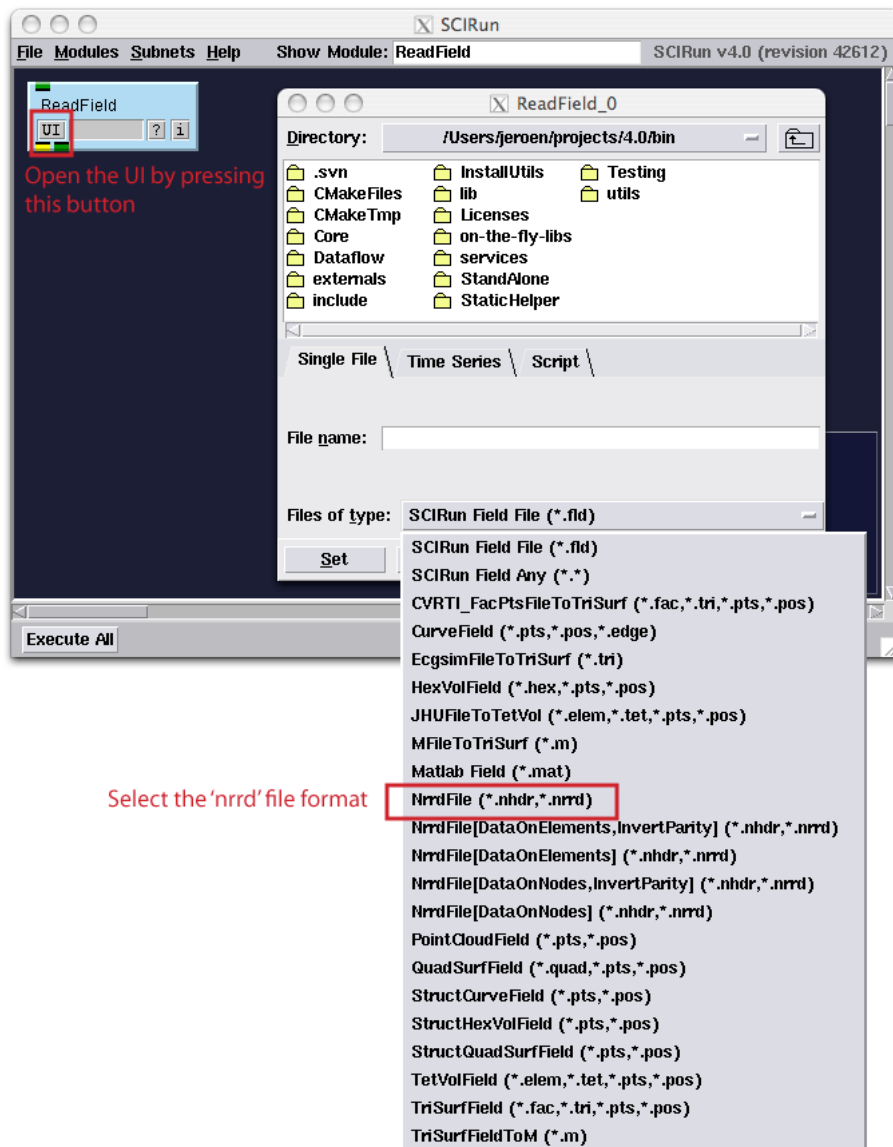 SCIRun
File Modules Subnets Help Show Module: ReadField SCIRun v4.0 (revision 42612)
ReadField
UI ? i
Open the UI by pressing
this button
ReadField_0
Directory: /Users/jeroen/projects/4.0/bin
.svn InstallUtils Testing
CMakeFiles lib utils
CMakeTmp Licenses
Core on-the-fly-libs
Dataflow services
externals StandAlone
include StaticHelper
Single File Time Series Script
File name:
Files of type: SCIRun Field File (*.fld)
Set
Execute All
SCIRun Field File (*.fld)
SCIRun Field Any (*.*)
CVRTI_FacPtsFileToTriSurf (*.fac,*.tri,*.pts,*.pos)
CurveField (*.pts,*.pos,*.edge)
EcgsimFileToTriSurf (*.tri)
HexVolField (*.hex,*.pts,*.pos)
JHUFileToTetVol (*.elem,*.tet,*.pts,*.pos)
MFileToTriSurf (*.m)
Matlab Field (*.mat)
Select the 'nrrd' file format NrrdFile (*.nhdr,*.nrrd)
NrrdFile[DataOnElements,InvertParity] (*.nhdr,*.nrrd)
NrrdFile[DataOnElements] (*.nhdr,*.nrrd)
NrrdFile[DataOnNodes,InvertParity] (*.nhdr,*.nrrd)
NrrdFile[DataOnNodes] (*.nhdr,*.nrrd)
PointCloudField (*.pts,*.pos)
QuadSurfField (*.quad,*.pts,*.pos)
StructCurveField (*.pts,*.pos)
StructHexVolField (*.pts,*.pos)
StructQuadSurfField (*.pts,*.pos)
TetVolField (*.elem,*.tet,*.pts,*.pos)
TriSurfField (*.fac,*.tri,*.pts,*.pos)
TriSurfFieldToM (*.m)